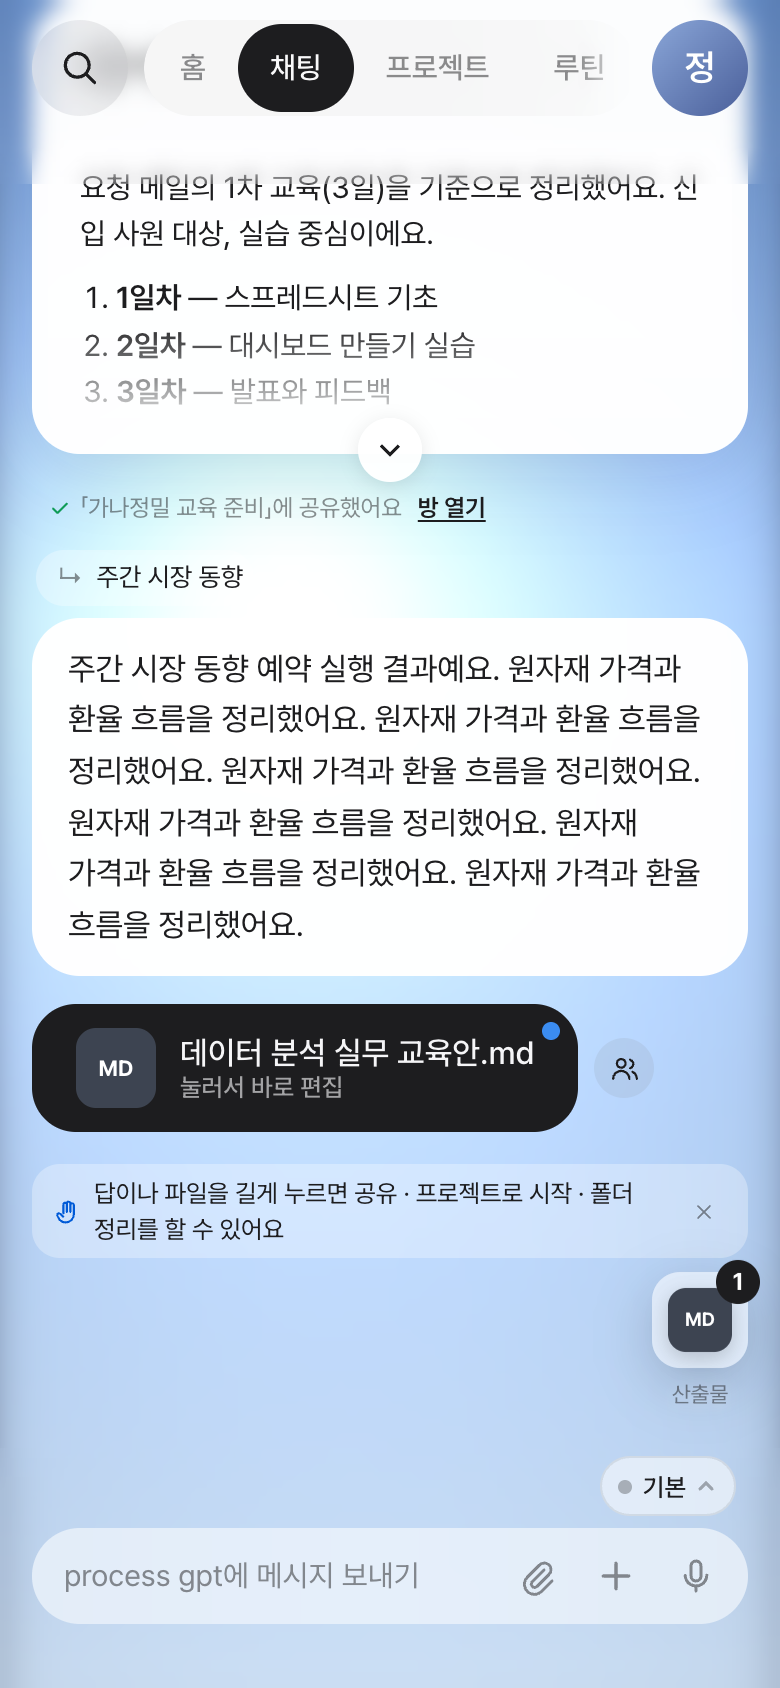 홈
채팅
프로젝트
루틴
정
요청 메일의 1차 교육(3일)을 기준으로 정리했어요. 신
입 사원 대상, 실습 중심이에요.
1. 1일차 — 스프레드시트 기초
2. 2일차 — 대시보드 만들기 실습
3. 3일차 — 발표와 피드백
「가나정밀 교육 준비」에 공유했어요 방 열기
주간 시장 동향
주간 시장 동향 예약 실행 결과예요. 원자재 가격과
환율 흐름을 정리했어요. 원자재 가격과 환율 흐름을
정리했어요. 원자재 가격과 환율 흐름을 정리했어요.
원자재 가격과 환율 흐름을 정리했어요. 원자재
가격과 환율 흐름을 정리했어요. 원자재 가격과 환율
흐름을 정리했어요.
MD
데이터 분석 실무 교육안.md
눌러서 바로 편집
답이나 파일을 길게 누르면 공유 · 프로젝트로 시작 · 폴더
정리를 할 수 있어요
1
MD
산출물
기본
process gpt에 메시지 보내기